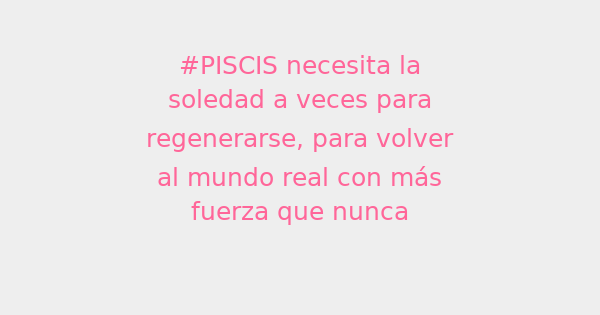 #PISCIS necesita la
soledad a veces para
regenerarse, para volver
al mundo real con más
fuerza que nunca